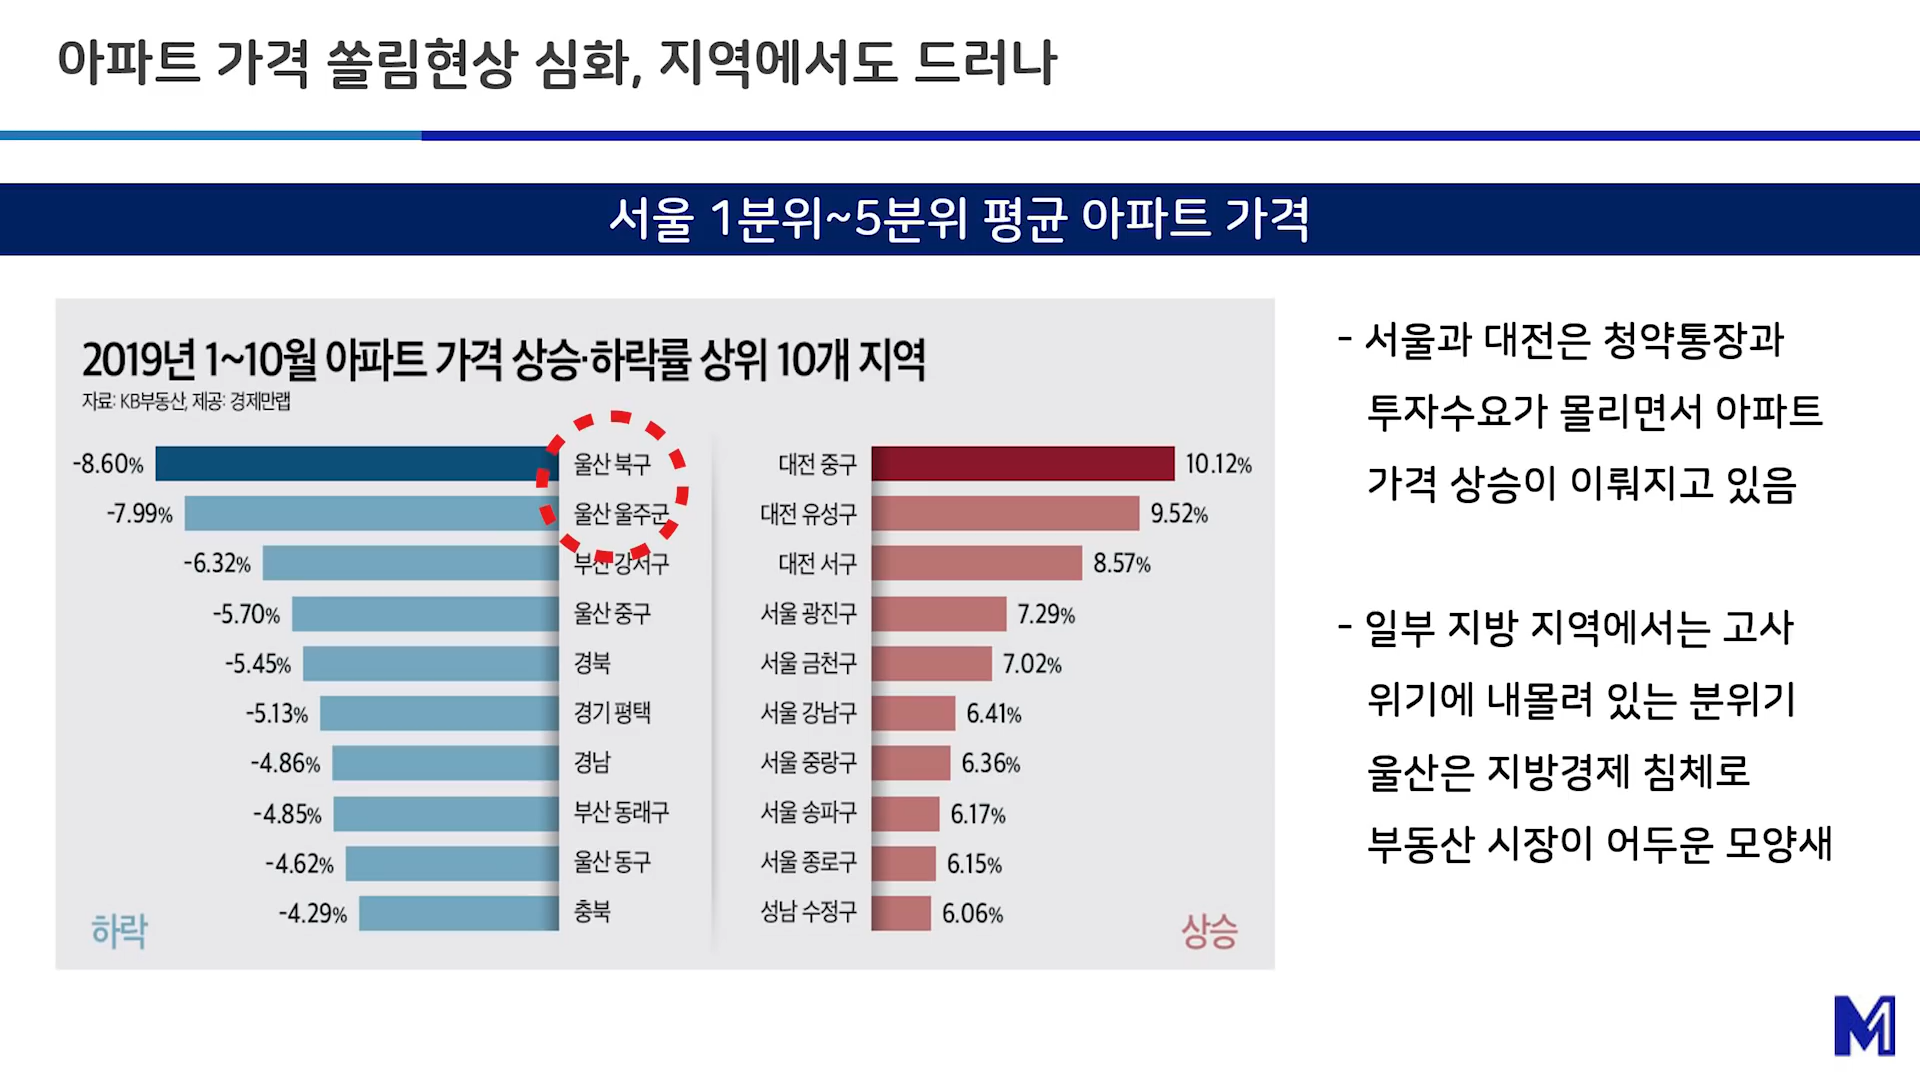 아파트 가격 쏠림현상 심화, 지역에서도 드러나
서울 1분위~5분위 평균 아파트 가격
2019년 1~10월 아파트 가격 상승·하락률 상위 10개 지역
자료: KB부동산, 제공: 경제만랩
-8.60% 울산 북구
-7.99% 울산 울주군
-6.32% 부산 강서구
-5.70% 울산 중구
-5.45% 경북
-5.13% 경기 평택
-4.86% 경남
-4.85% 부산 동래구
-4.62% 울산 동구
-4.29% 충북
하락
대전 중구 10.12%
대전 유성구 9.52%
대전 서구 8.57%
서울 광진구 7.29%
서울 금천구 7.02%
서울 강남구 6.41%
서울 중랑구 6.36%
서울 송파구 6.17%
서울 종로구 6.15%
성남 수정구 6.06%
상승
- 서울과 대전은 청약통장과
투자수요가 몰리면서 아파트
가격 상승이 이뤄지고 있음
- 일부 지방 지역에서는 고사
위기에 내몰려 있는 분위기
울산은 지방경제 침체로
부동산 시장이 어두운 모양새
M